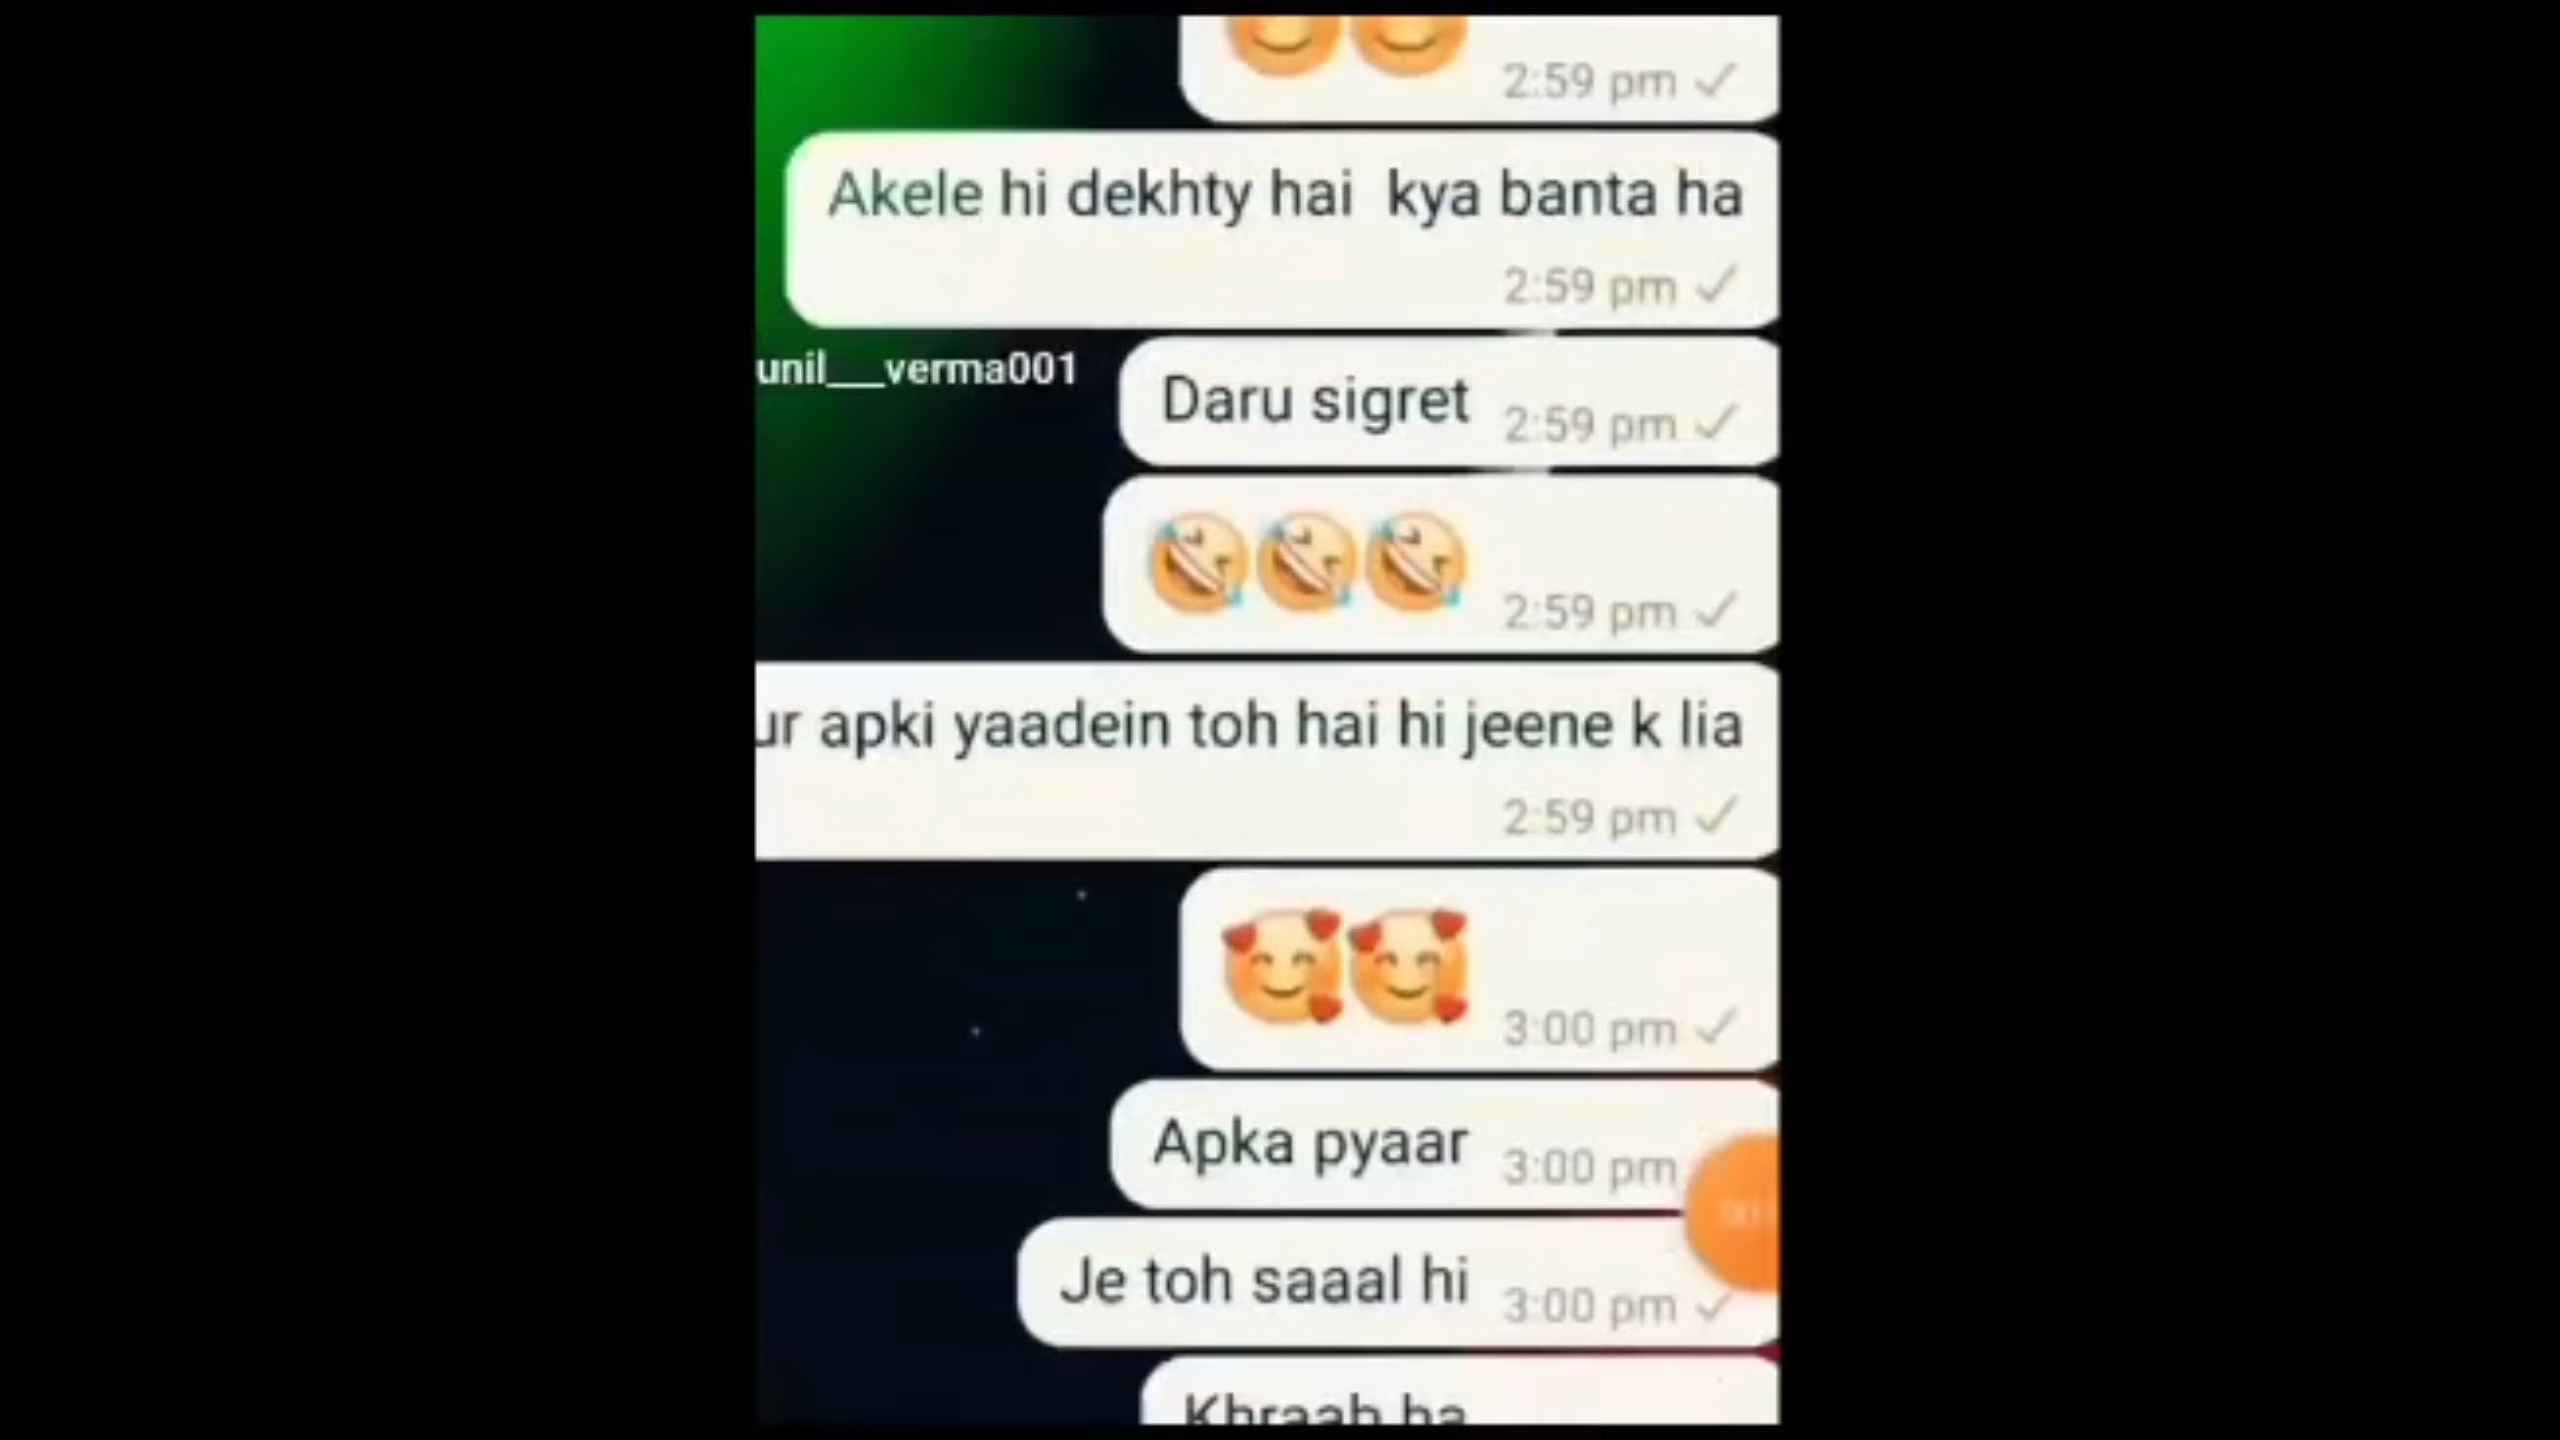 2:59 pm
Akele hi dekhty hai kya banta ha
2:59 pm
unil___verma001
Daru sigret 2:59 pm
2:59 pm
ur apki yaadein toh hai hi jeene k lia
2:59 pm
3:00 pm
Apka pyaar 3:00 pm
Je toh saaal hi 3:00 pm